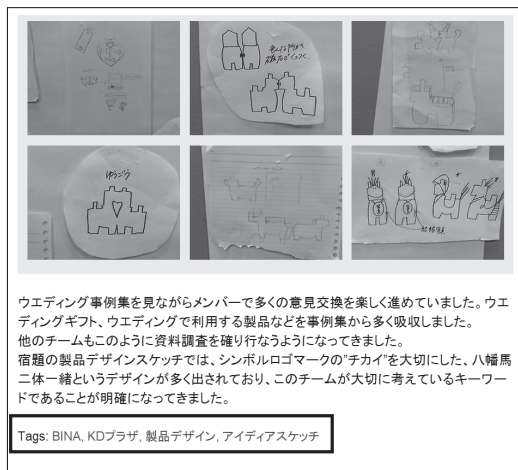 ゆうごう
ウエディング事例集を見ながらメンバーで多くの意見交換を楽しく進めていました。ウエ
ディングギフト、ウエディングで利用する製品などを事例集から多く吸収しました。
他のチームもこのように資料調査を確り行なうようになってきました。
宿題の製品デザインスケッチでは、シンボルロゴマークの”チカイ”を大切にした、八幡馬
二体一緒というデザインが多く出されており、このチームが大切に考えているキーワー
ドであることが明確になってきました。
Tags: BINA, KDプラザ, 製品デザイン, アイディアスケッチ